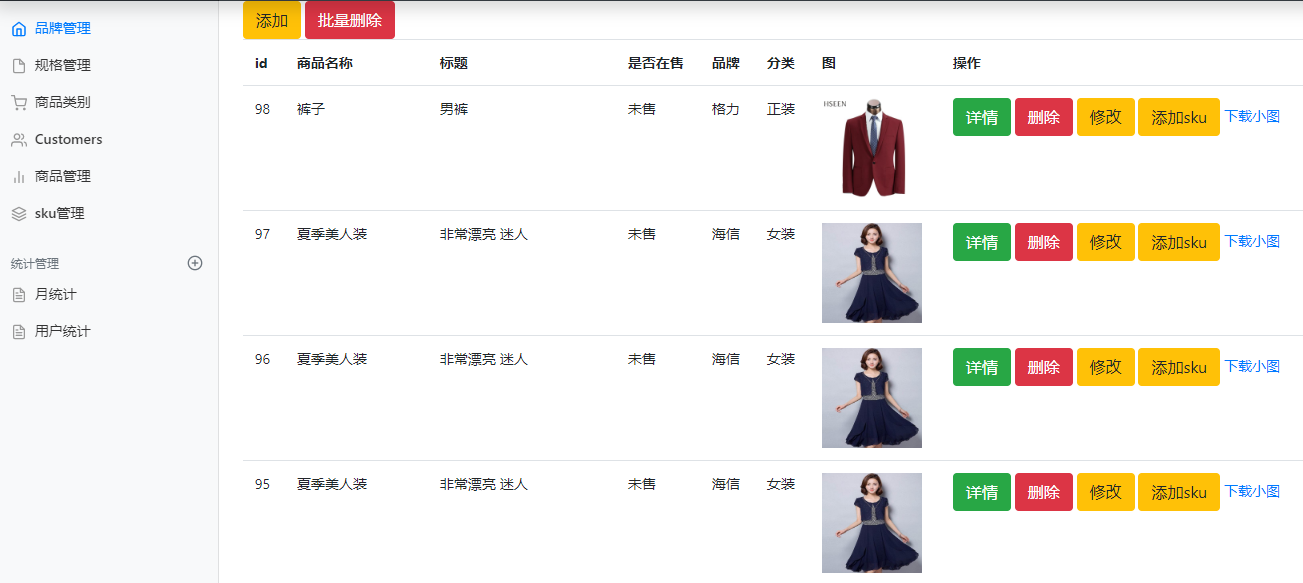 品牌管理
规格管理
商品类别
Customers
商品管理
sku管理
统计管理
月统计
用户统计
添加 批量删除
id 商品名称 标题 是否在售 品牌 分类 图 操作
98 裤子 男裤 未售 格力 正装 HSEEN 详情 删除 修改 添加sku 下载小图
97 夏季美人装 非常漂亮 迷人 未售 海信 女装 详情 删除 修改 添加sku 下载小图
96 夏季美人装 非常漂亮 迷人 未售 海信 女装 详情 删除 修改 添加sku 下载小图
95 夏季美人装 非常漂亮 迷人 未售 海信 女装 详情 删除 修改 添加sku 下载小图